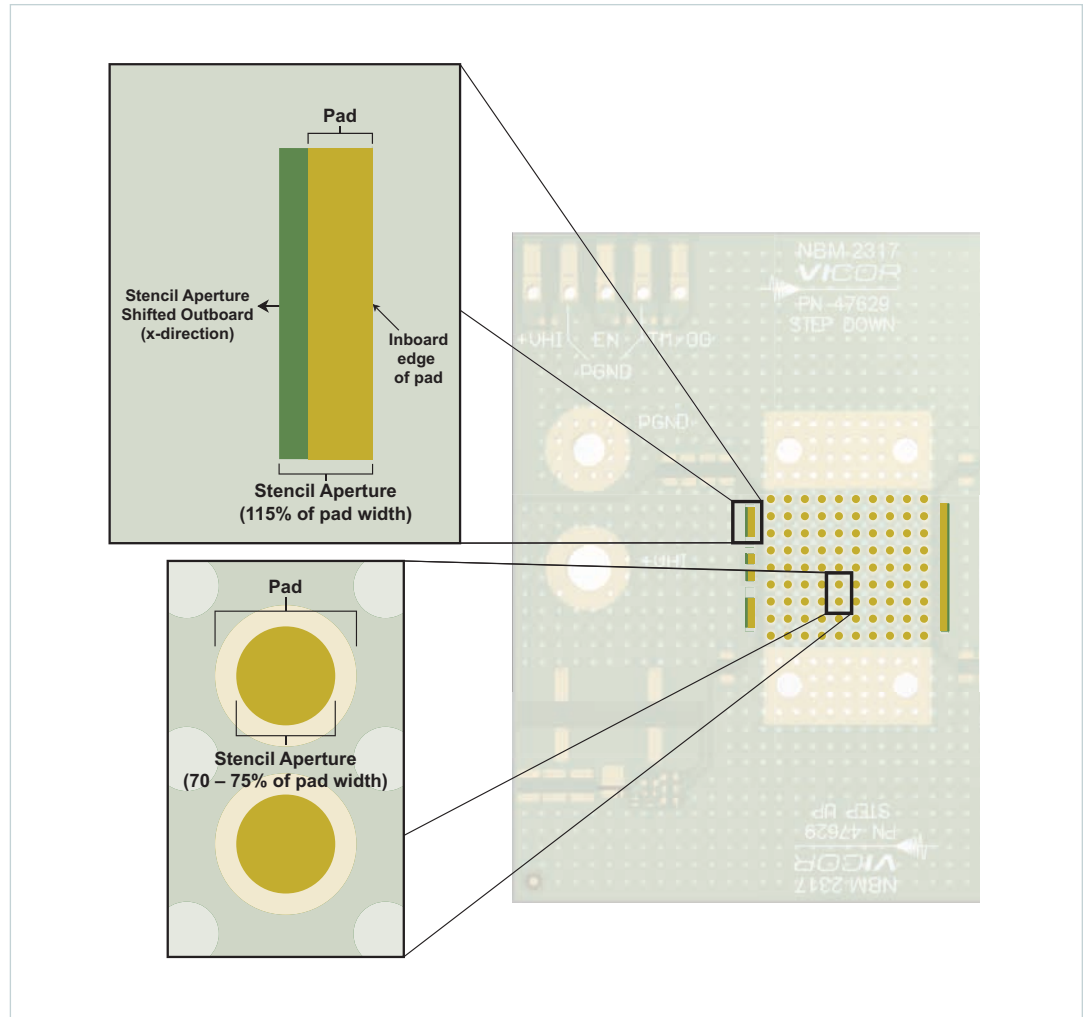 Pad
Stencil Aperture
Shifted Outboard
(x-direction)
Inboard
edge
of pad
Stencil Aperture
(115% of pad width)
NBM-2317
VICOR
PN-47629
STEP DOWN
+VHI EN TM/OG
PGND
PGND
+VHI
Pad
Stencil Aperture
(70 – 75% of pad width)
NBM-2317
VICOR
PN-47629
STEP UP